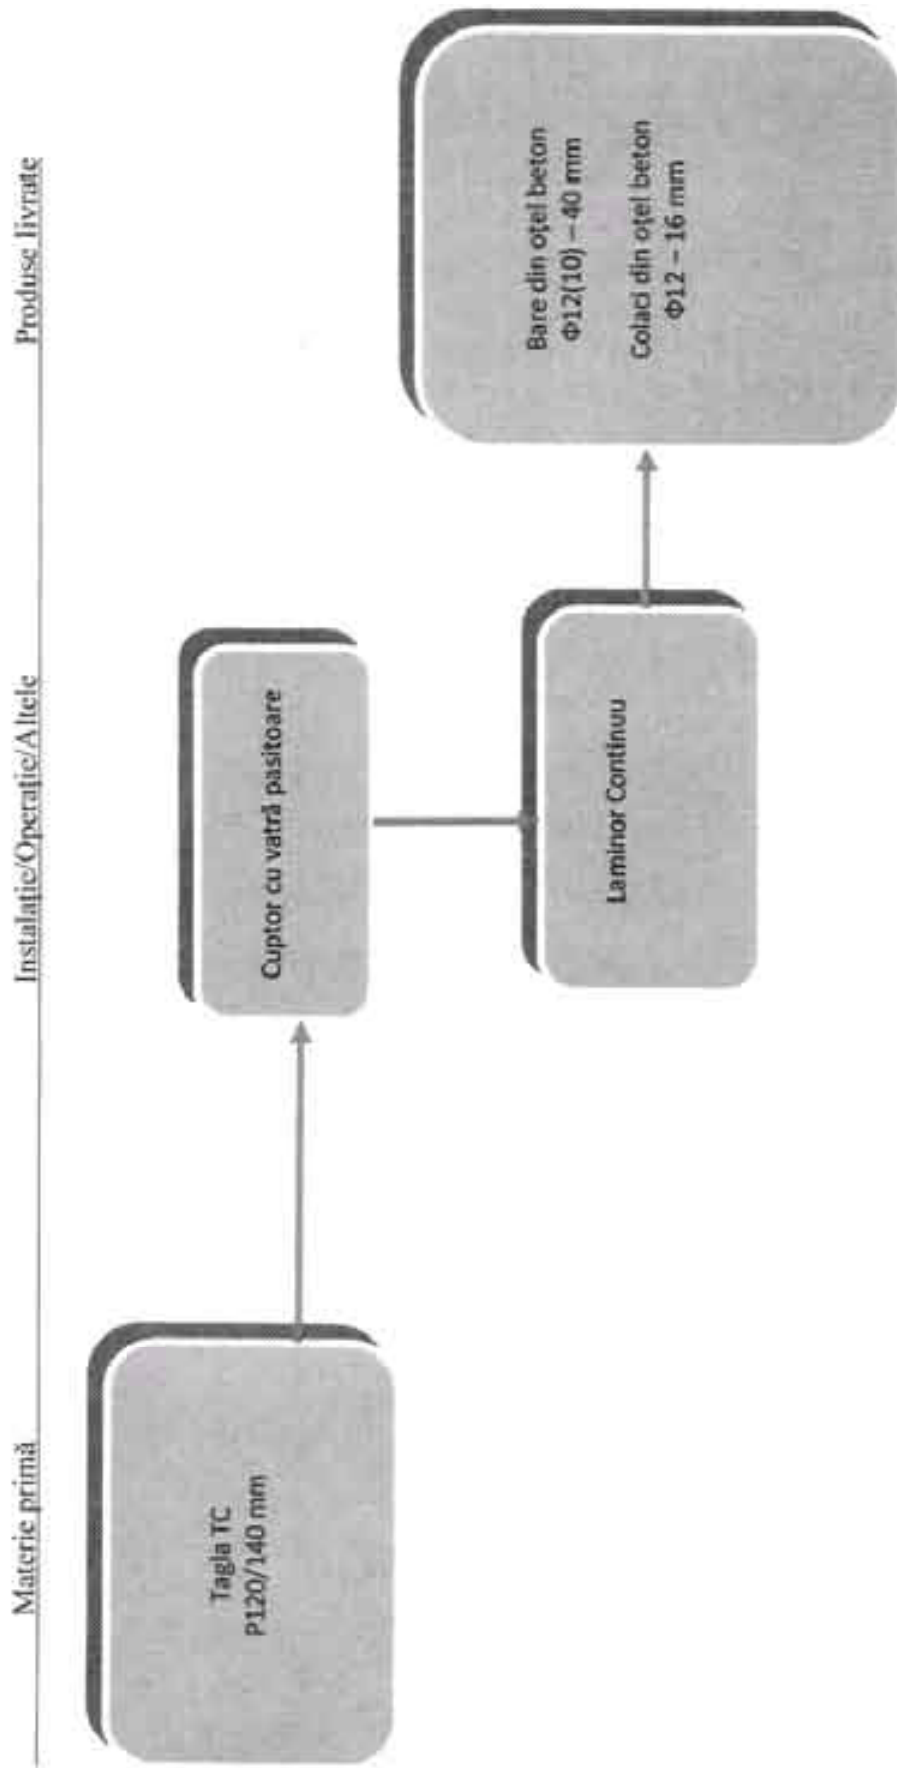 Materie primă
Instalație/Operație/Altele
Produse livrate
Tagla TC
P120/140 mm
Cuptor cu vatră pasitoare
Laminor Continuu
Bare din oțel beton
Φ12(10) – 40 mm
Colaci din oțel beton
Φ12 – 16 mm